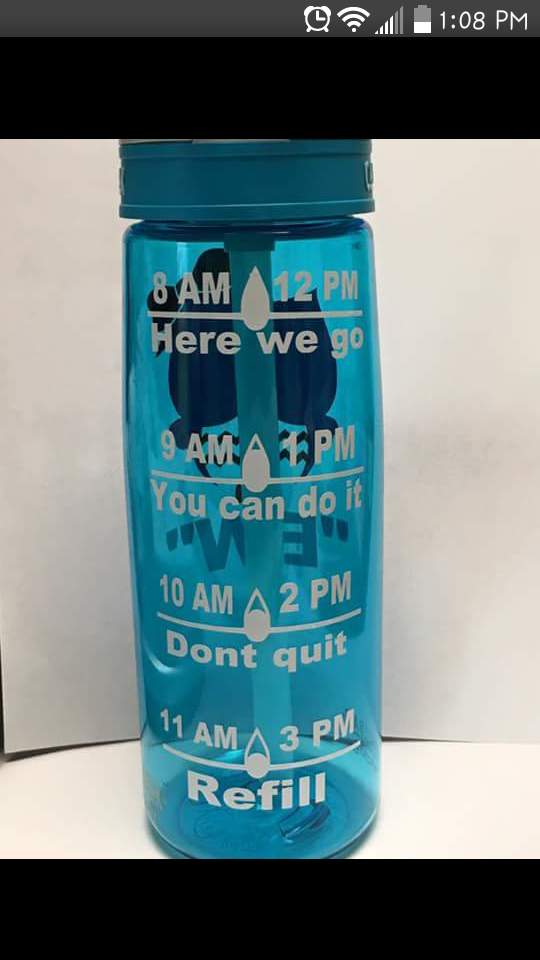 1:08 PM
8 AM 12 PM
Here we go
9 AM 1 PM
You can do it
10 AM 2 PM
Dont quit
11 AM 3 PM
Refill